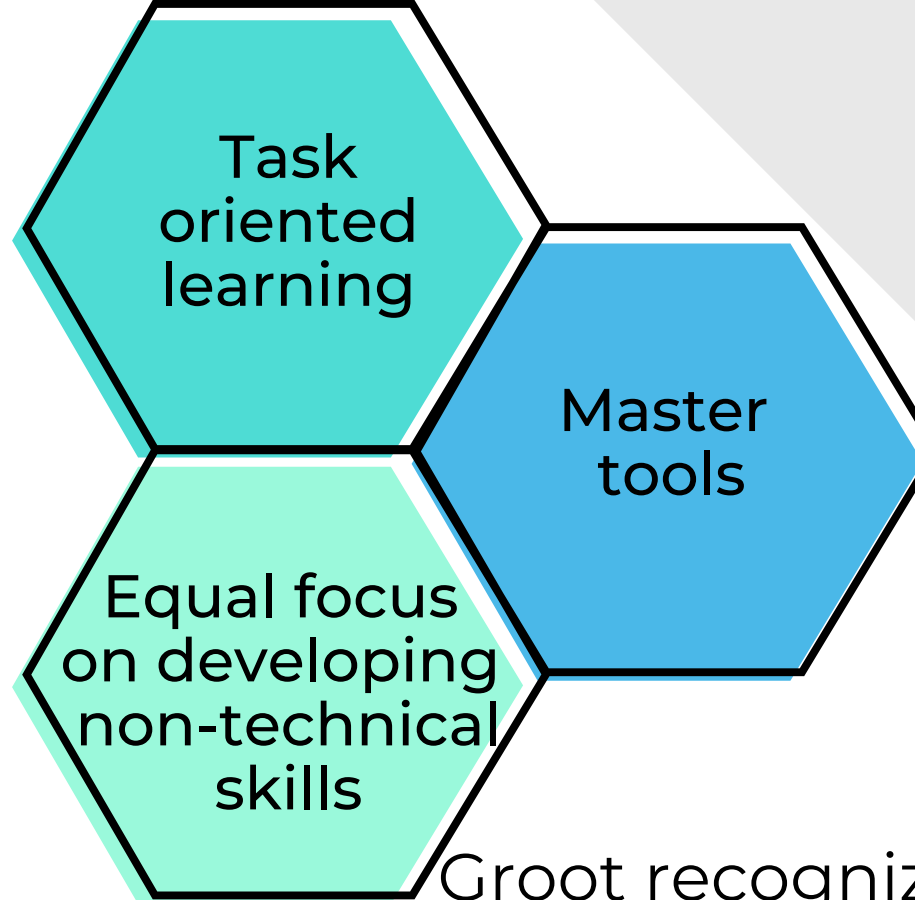 Task
oriented
learning
Master
tools
Equal focus
on developing
non-technical
skills
Groot